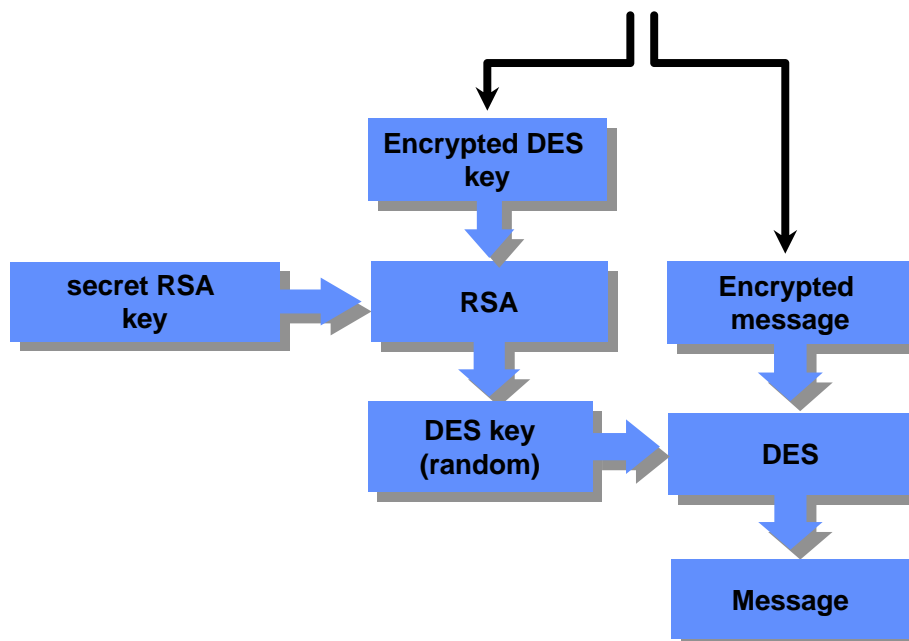 Encrypted DES
key
secret RSA
key
RSA
Encrypted
message
DES key
(random)
DES
Message